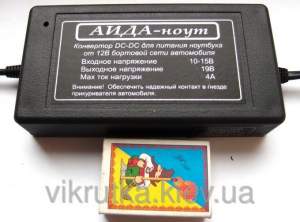 АИДА-ноут
Конвертор DC-DC для питания ноутбука
от 12В бортовой сети автомобиля
Входное напряжение 10-15В
Выходное напряжение 19В
Max ток нагрузки 4А
Внимание! Обеспечить надежный контакт в гнезде
прикуривателя автомобиля.
vikrutka.kiev.ua